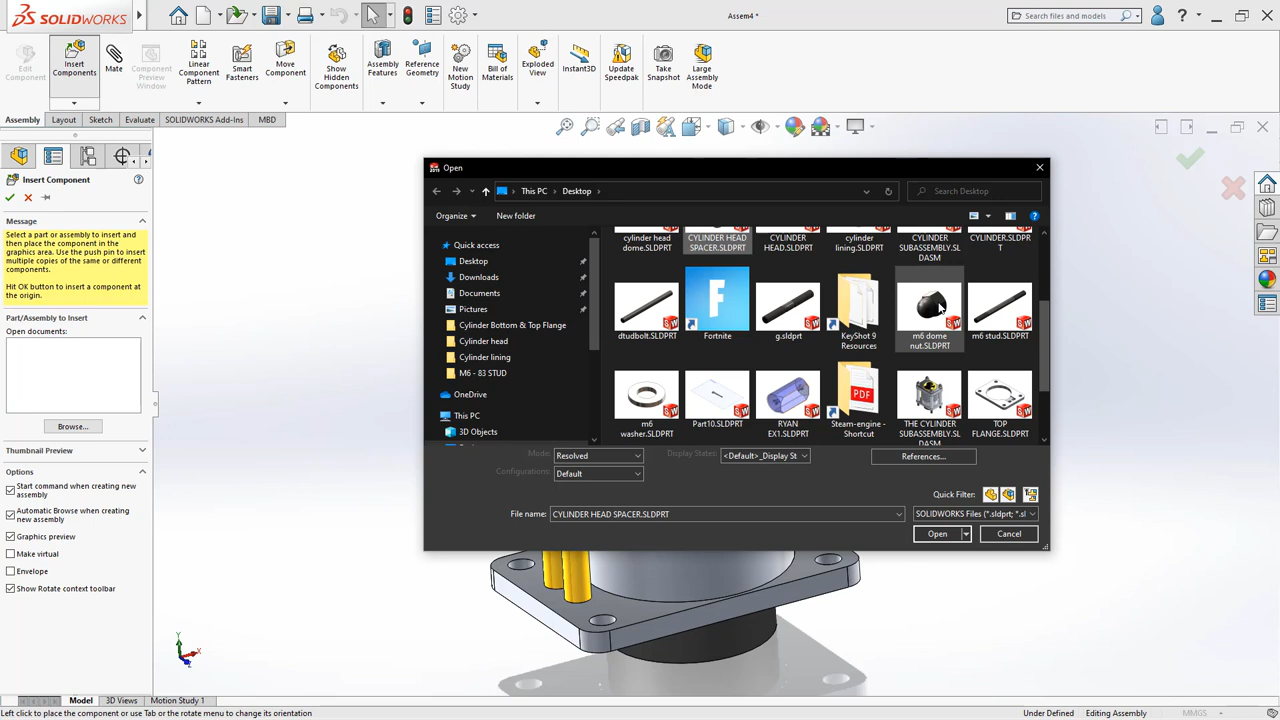 SOLIDWORKS
Assem4 *
Search files and models
Edit
Component
Insert
Components
Mate
Component
Preview
Window
Linear
Component
Pattern
Smart
Fasteners
Move
Component
Show
Hidden
Components
Assembly
Features
Reference
Geometry
New
Motion
Study
Bill of
Materials
Exploded
View
Instant3D
Update
Speedpak
Take
Snapshot
Large
Assembly
Mode
Assembly
Layout
Sketch
Evaluate
SOLIDWORKS Add-Ins
MBD
Insert Component
Message
Select a part or assembly to insert and
then place the component in the
graphics area. Use the push pin to insert
multiple copies of the same or different
components.
Hit OK button to insert a component at
the origin.
Part/Assembly to Insert
Open documents:
Browse...
Thumbnail Preview
Options
Start command when creating new
assembly
Automatic Browse when creating
new assembly
Graphics preview
Make virtual
Envelope
Show Rotate context toolbar
Open
This PC
Desktop
Search Desktop
Organize
New folder
Quick access
Desktop
Downloads
Documents
Pictures
Cylinder Bottom & Top Flange
Cylinder head
Cylinder lining
M6 - 83 STUD
OneDrive
This PC
3D Objects
cylinder head
dome.SLDPRT
CYLINDER HEAD
SPACER.SLDPRT
CYLINDER
HEAD.SLDPRT
cylinder
lining.SLDPRT
CYLINDER
SUBASSEMBLY.SL
DASM
CYLINDER.SLDPR
T
dtudbolt.SLDPRT
Fortnite
g.sldprt
KeyShot 9
Resources
m6 dome
nut.SLDPRT
m6 stud.SLDPRT
m6
washer.SLDPRT
Part10.SLDPRT
RYAN
EX1.SLDPRT
Steam-engine -
Shortcut
THE CYLINDER
SUBASSEMBLY.SL
DASM
TOP
FLANGE.SLDPRT
Mode:
Resolved
Display States:
<Default>_Display St
References...
Configurations:
Default
Quick Filter:
File name:
CYLINDER HEAD SPACER.SLDPRT
SOLIDWORKS Files (*.sldprt; *.sl
Open
Cancel
Model
3D Views
Motion Study 1
Left click to place the component or use Tab or the rotate menu to change its orientation
Under Defined
Editing Assembly
MMGS